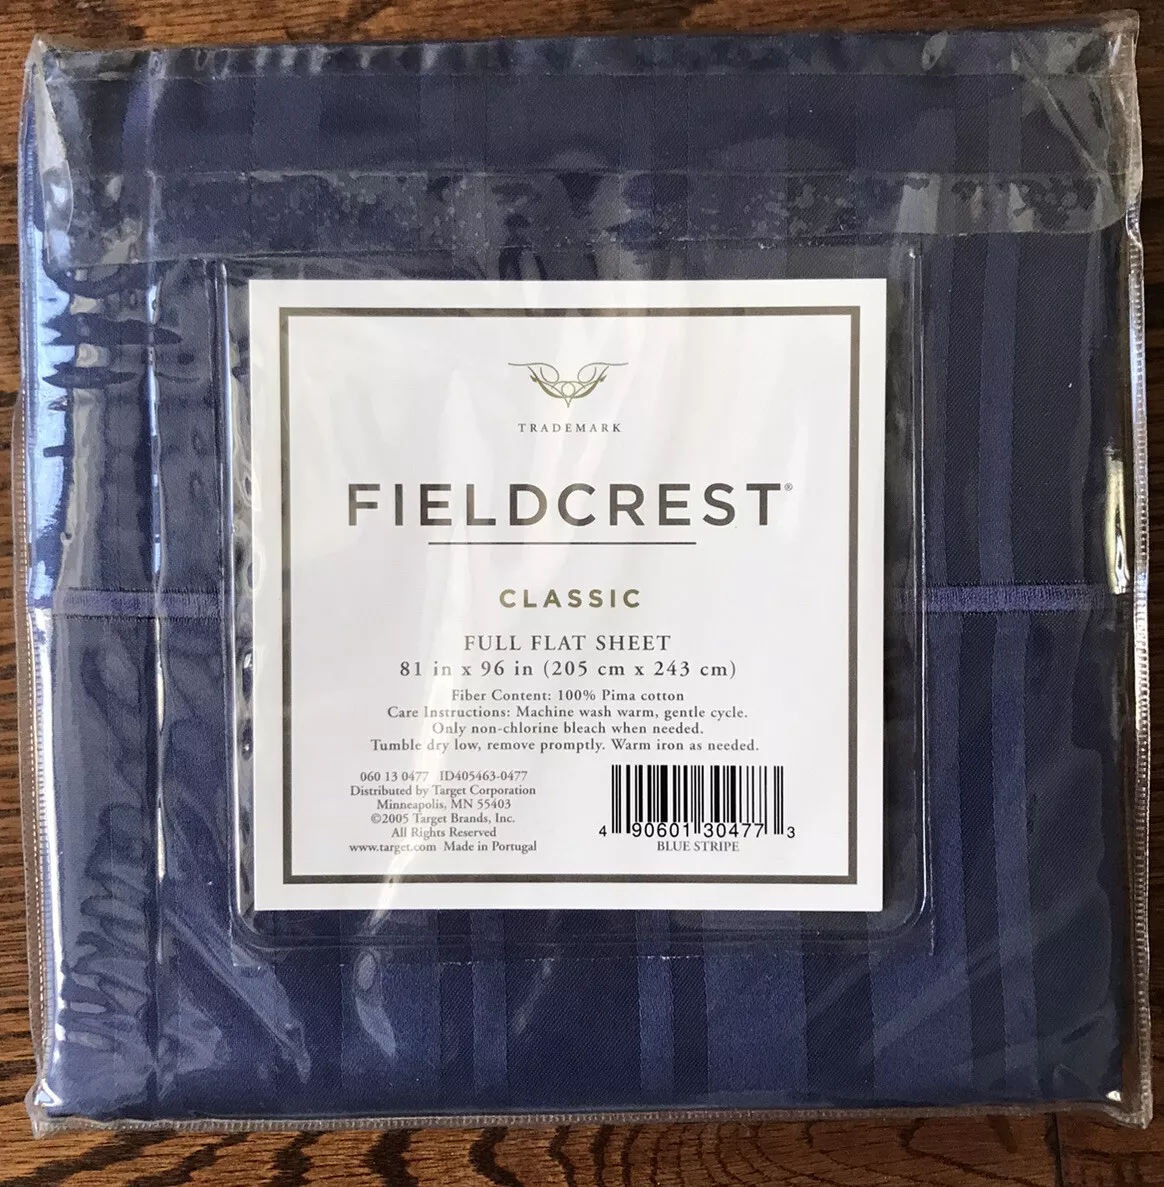 TRADEMARK
FIELDCREST®
CLASSIC
FULL FLAT SHEET
81 in x 96 in (205 cm x 243 cm)
Fiber Content: 100% Pima cotton
Care Instructions: Machine wash warm, gentle cycle.
Only non-chlorine bleach when needed.
Tumble dry low, remove promptly. Warm iron as needed.
060 13 0477 ID405463-0477
Distributed by Target Corporation
Minneapolis, MN 55403
©2005 Target Brands, Inc.
All Rights Reserved
www.target.com Made in Portugal
4 90601 30477 3
BLUE STRIPE